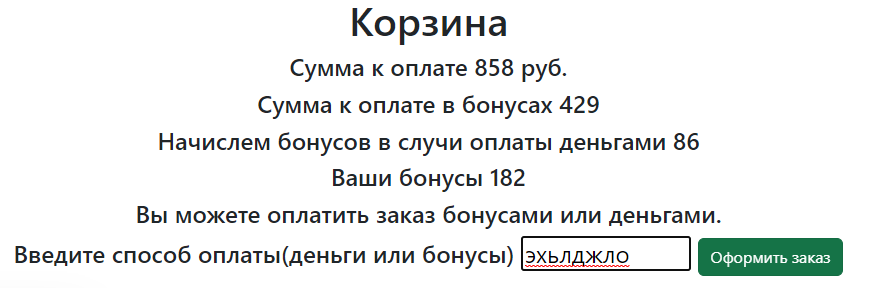 Корзина
Сумма к оплате 858 руб.
Сумма к оплате в бонусах 429
Начислем бонусов в случи оплаты деньгами 86
Ваши бонусы 182
Вы можете оплатить заказ бонусами или деньгами.
Введите способ оплаты(деньги или бонусы) эхьлджло Оформить заказ